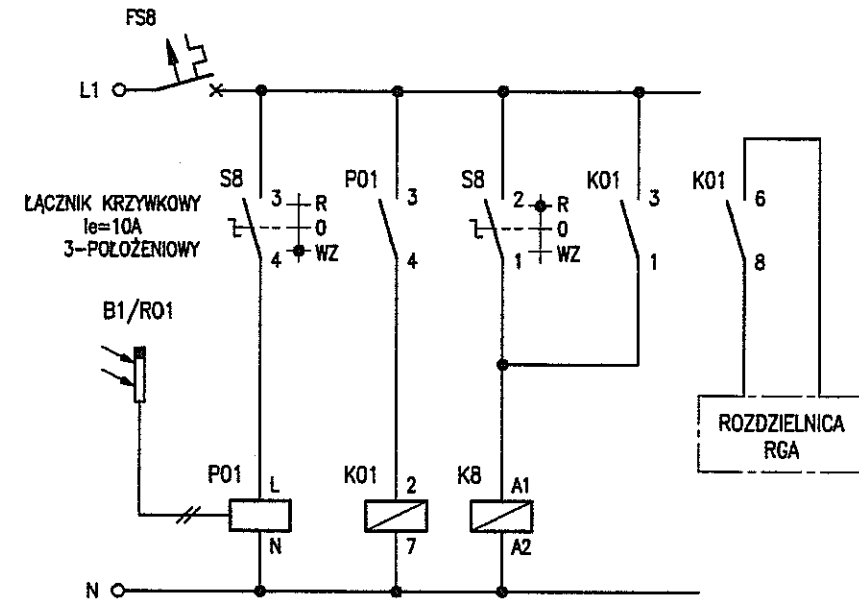 FS8
L1
S8 3 R
0
4 WZ
P01 3
4
S8 2 R
0
1 WZ
K01 3
1
K01 6
8
ŁĄCZNIK KRZYWKOWY
Ie=10A
3-POŁOŻENIOWY
B1/R01
ROZDZIELNICA
RGA
P01 L
N
K01 2
7
K8 A1
A2
N